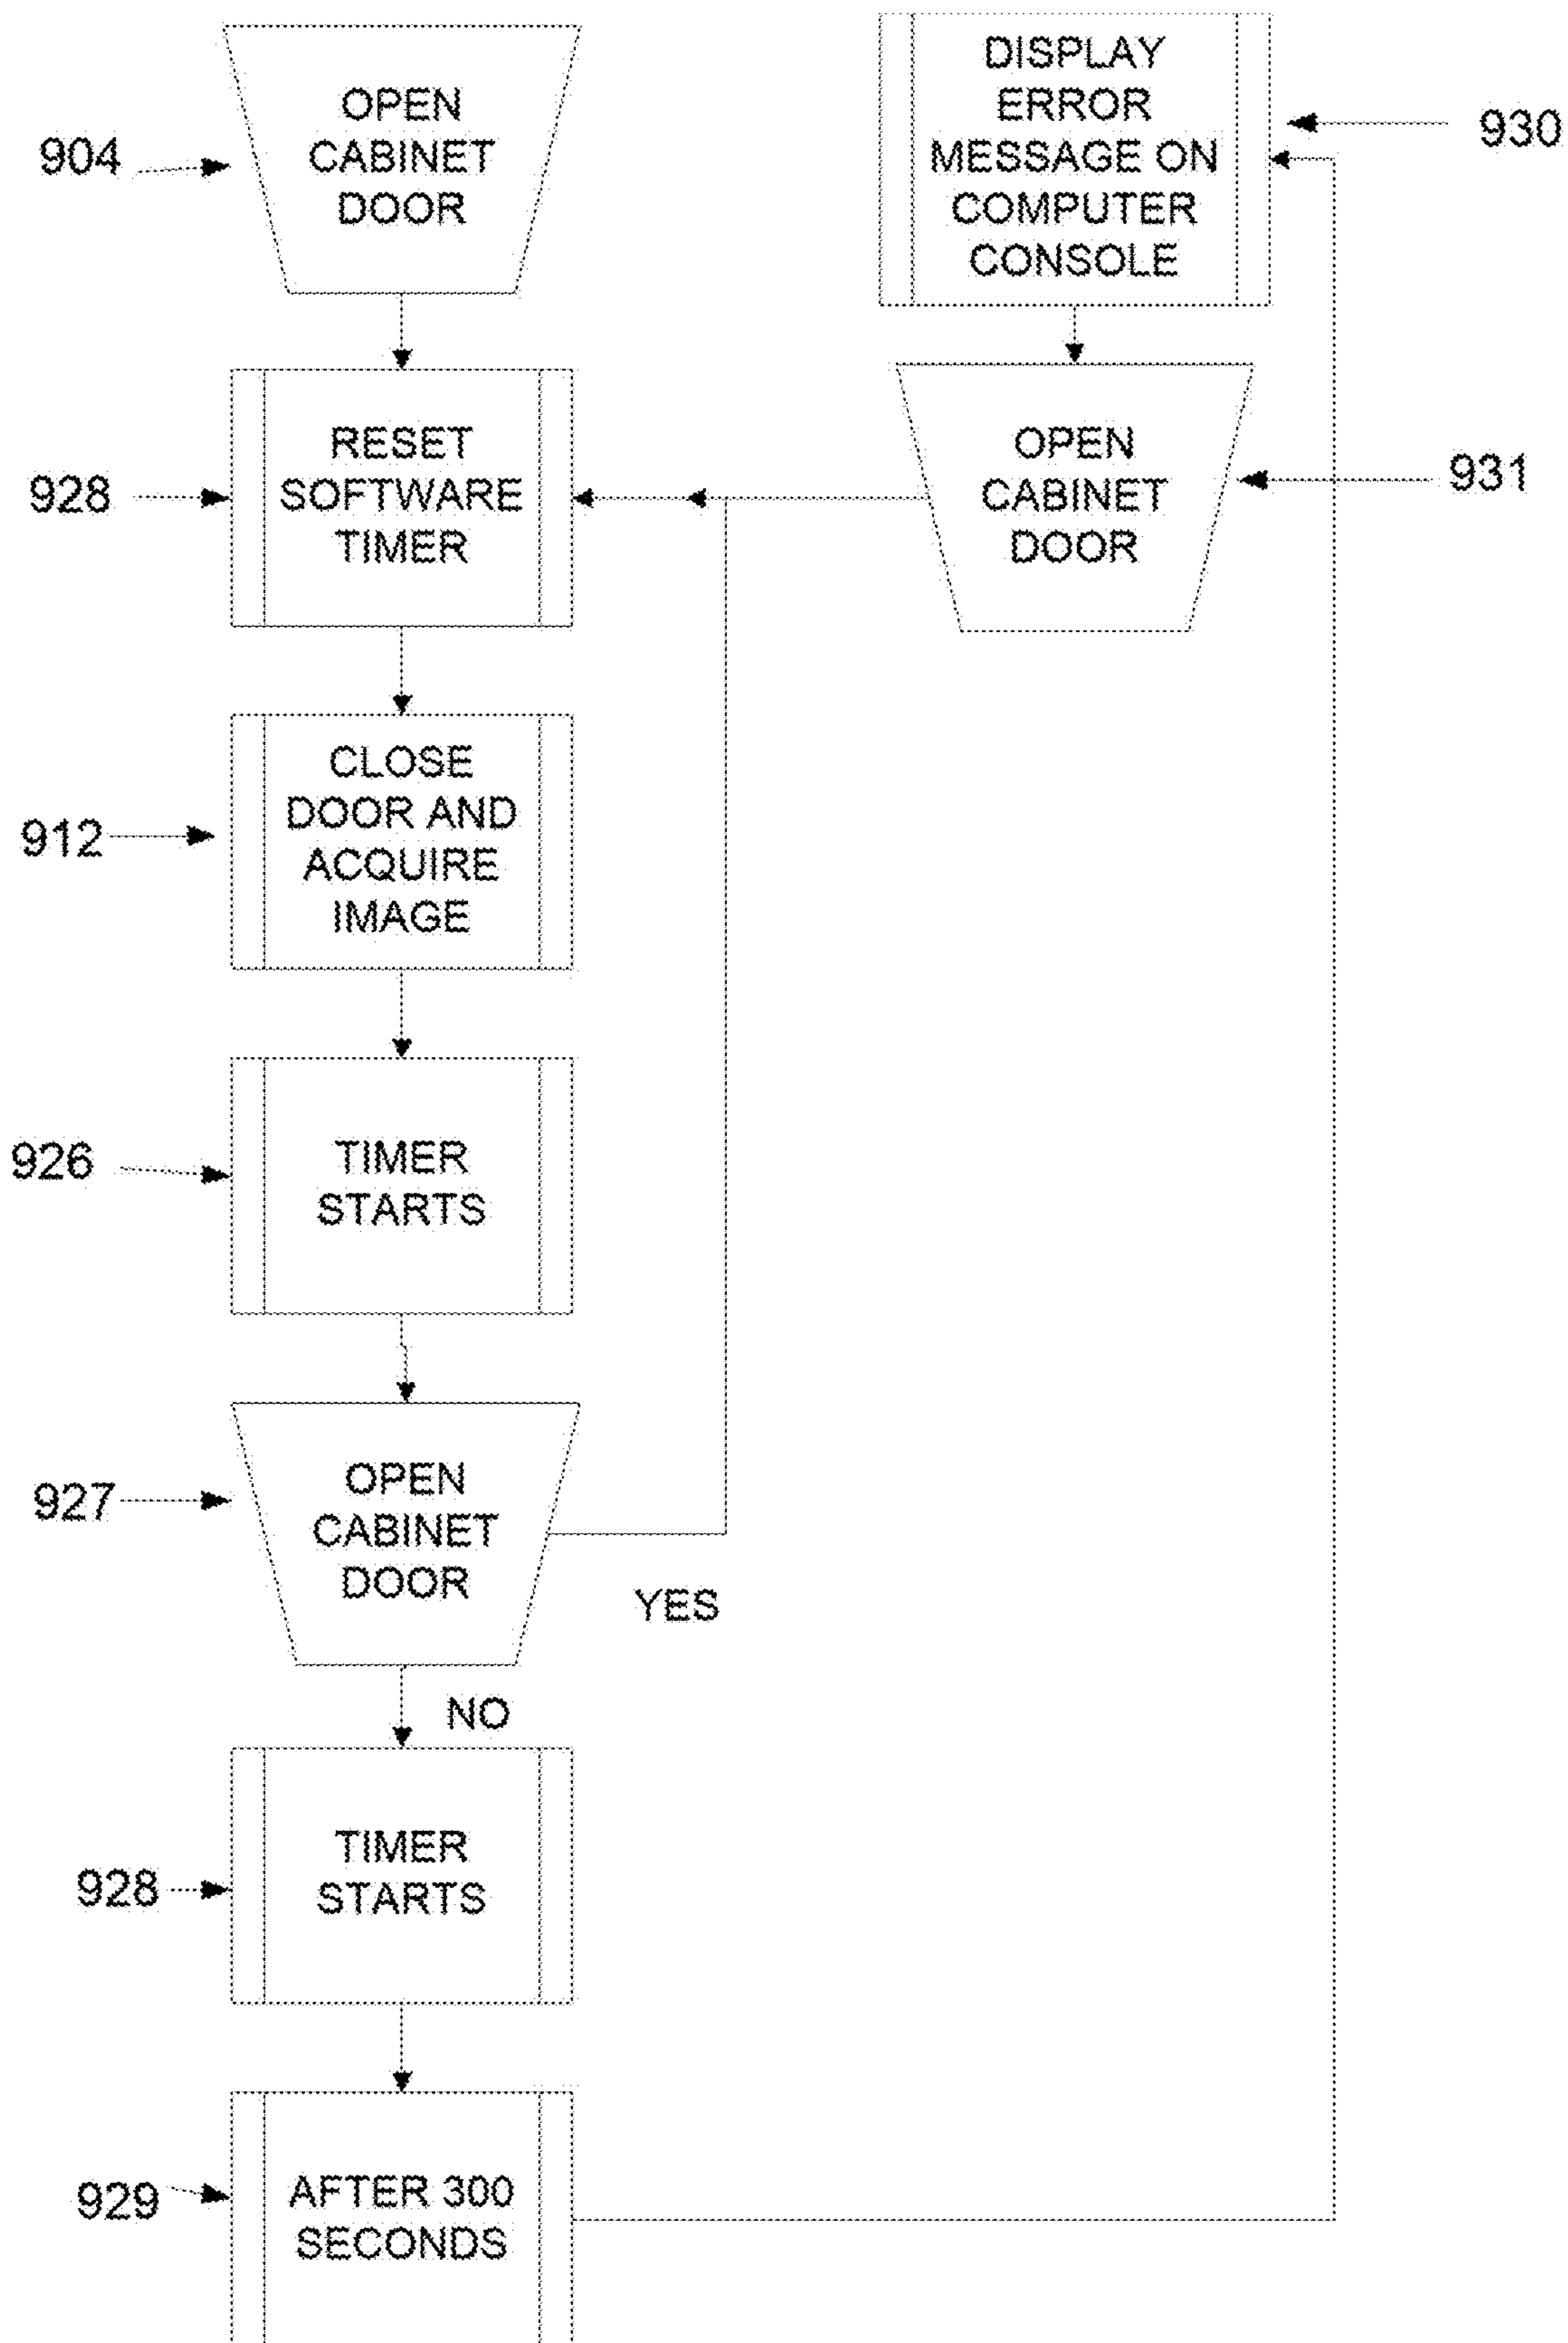 904
OPEN
CABINET
DOOR
928
RESET
SOFTWARE
TIMER
912
CLOSE
DOOR AND
ACQUIRE
IMAGE
926
TIMER
STARTS
927
OPEN
CABINET
DOOR
YES
NO
928
TIMER
STARTS
929
AFTER 300
SECONDS
DISPLAY
ERROR
MESSAGE ON
COMPUTER
CONSOLE
930
OPEN
CABINET
DOOR
931